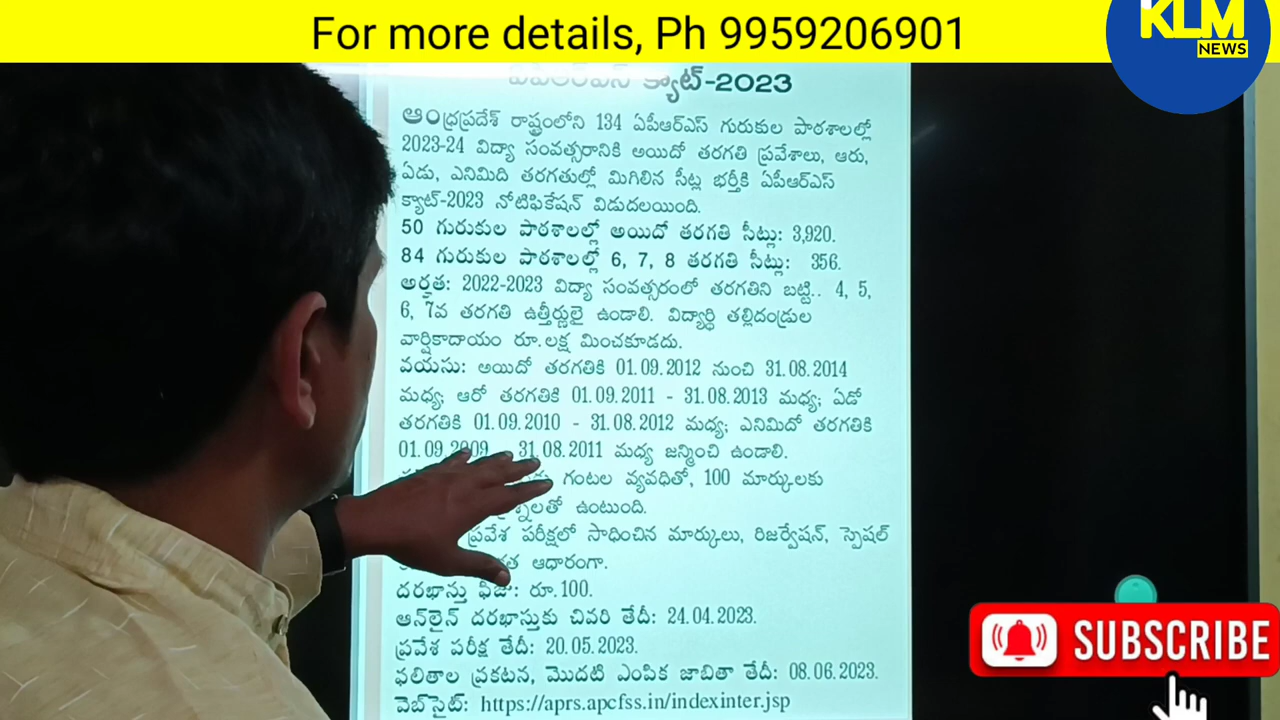 For more details, Ph 9959206901
KLM
NEWS
క్యాట్-2023
ఆంధ్రప్రదేశ్ రాష్ట్రంలోని 134 ఏపీఆర్ఎస్ గురుకుల పాఠశాలల్లో
2023-24 విద్యా సంవత్సరానికి అయిదో తరగతి ప్రవేశాలు, ఆరు,
ఏడు, ఎనిమిది తరగతుల్లో మిగిలిన సీట్ల భర్తీకి ఏపీఆర్ఎస్
క్యాట్-2023 నోటిఫికేషన్ విడుదలయింది.
50 గురుకుల పాఠశాలల్లో అయిదో తరగతి సీట్లు: 3,920.
84 గురుకుల పాఠశాలల్లో 6, 7, 8 తరగతి సీట్లు: 356.
అర్హత: 2022-2023 విద్యా సంవత్సరంలో తరగతిని బట్టి.. 4, 5,
6, 7వ తరగతి ఉత్తీర్ణులై ఉండాలి. విద్యార్థి తల్లిదండ్రుల
వార్షికాదాయం రూ.లక్ష మించకూడదు.
వయసు: అయిదో తరగతికి 01.09.2012 నుంచి 31.08.2014
మధ్య; ఆరో తరగతికి 01.09.2011 - 31.08.2013 మధ్య; ఏడో
తరగతికి 01.09.2010 - 31.08.2012 మధ్య; ఎనిమిదో తరగతికి
01.09.2009 - 31.08.2011 మధ్య జన్మించి ఉండాలి.
గంటల వ్యవధితో, 100 మార్కులకు
ఉంటుంది.
ప్రవేశ పరీక్షలో సాధించిన మార్కులు, రిజర్వేషన్, స్పెషల్
ఆధారంగా.
దరఖాస్తు ఫీజు: రూ.100.
ఆన్‌లైన్ దరఖాస్తుకు చివరి తేదీ: 24.04.2023.
ప్రవేశ పరీక్ష తేదీ: 20.05.2023.
ఫలితాల ప్రకటన, మొదటి ఎంపిక జాబితా తేదీ: 08.06.2023.
వెబ్‌సైట్: https://aprs.apcfss.in/indexinter.jsp
SUBSCRIBE